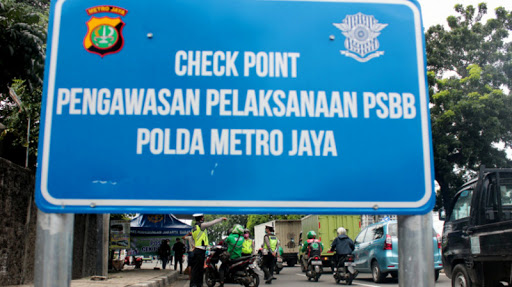 METRO JAYA
CHECK POINT
PENGAWASAN PELAKSANAAN PSBB
POLDA METRO JAYA